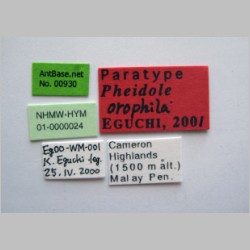 AntBase.net
No. 00930
NHMW-HYM
01-0000024
Eg00-WM-001
K. Eguchi leg.
25. IV. 2000
Paratype
Pheidole
orophila
EGUCHI, 2001
Cameron
Highlands
(1500 m alt.)
Malay Pen.